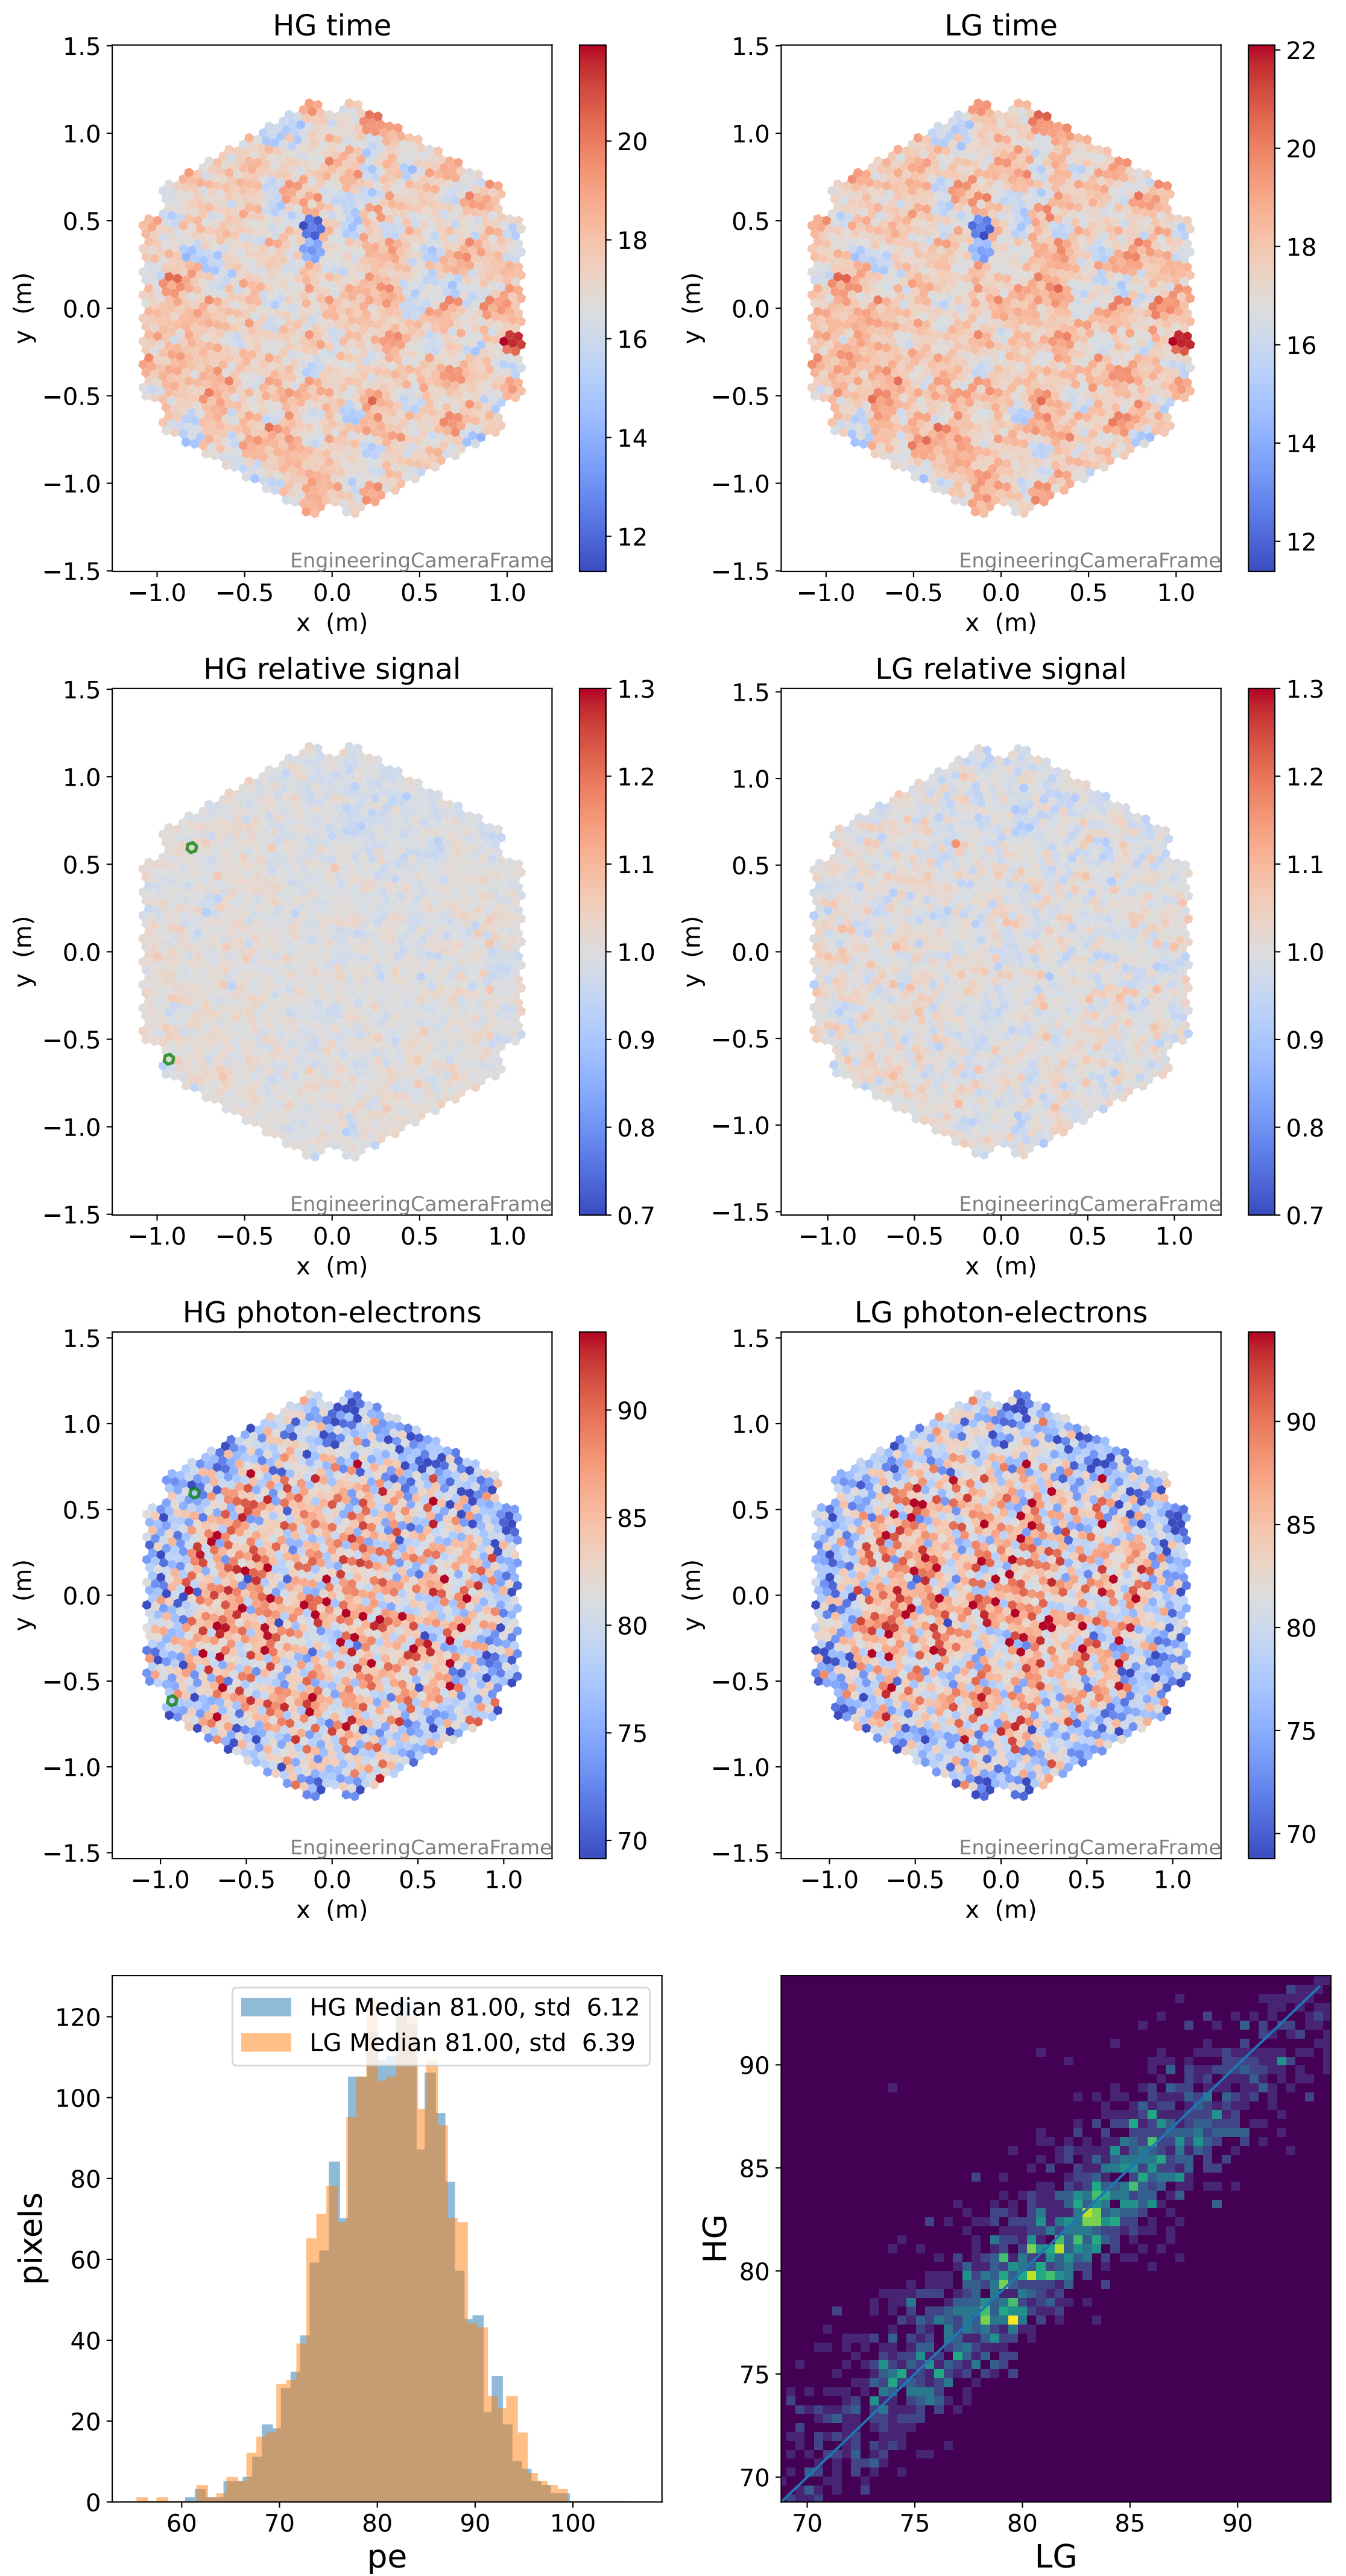 HG time
LG time
1.5
1.0
0.5
0.0
−0.5
−1.0
−1.5
y (m)
−1.0 −0.5 0.0 0.5 1.0
x (m)
EngineeringCameraFrame
20
18
16
14
12
1.5
1.0
0.5
0.0
−0.5
−1.0
−1.5
y (m)
−1.0 −0.5 0.0 0.5 1.0
x (m)
EngineeringCameraFrame
22
20
18
16
14
12
HG relative signal
LG relative signal
1.5
1.0
0.5
0.0
−0.5
−1.0
−1.5
y (m)
−1.0 −0.5 0.0 0.5 1.0
x (m)
EngineeringCameraFrame
1.3
1.2
1.1
1.0
0.9
0.8
0.7
1.5
1.0
0.5
0.0
−0.5
−1.0
−1.5
y (m)
−1.0 −0.5 0.0 0.5 1.0
x (m)
EngineeringCameraFrame
1.3
1.2
1.1
1.0
0.9
0.8
0.7
HG photon-electrons
LG photon-electrons
1.5
1.0
0.5
0.0
−0.5
−1.0
−1.5
y (m)
−1.0 −0.5 0.0 0.5 1.0
x (m)
EngineeringCameraFrame
90
85
80
75
70
1.5
1.0
0.5
0.0
−0.5
−1.0
−1.5
y (m)
−1.0 −0.5 0.0 0.5 1.0
x (m)
EngineeringCameraFrame
90
85
80
75
70
HG Median 81.00, std 6.12
LG Median 81.00, std 6.39
120
100
80
60
40
20
0
pixels
60 70 80 90 100
pe
90
85
80
75
70
HG
70 75 80 85 90
LG